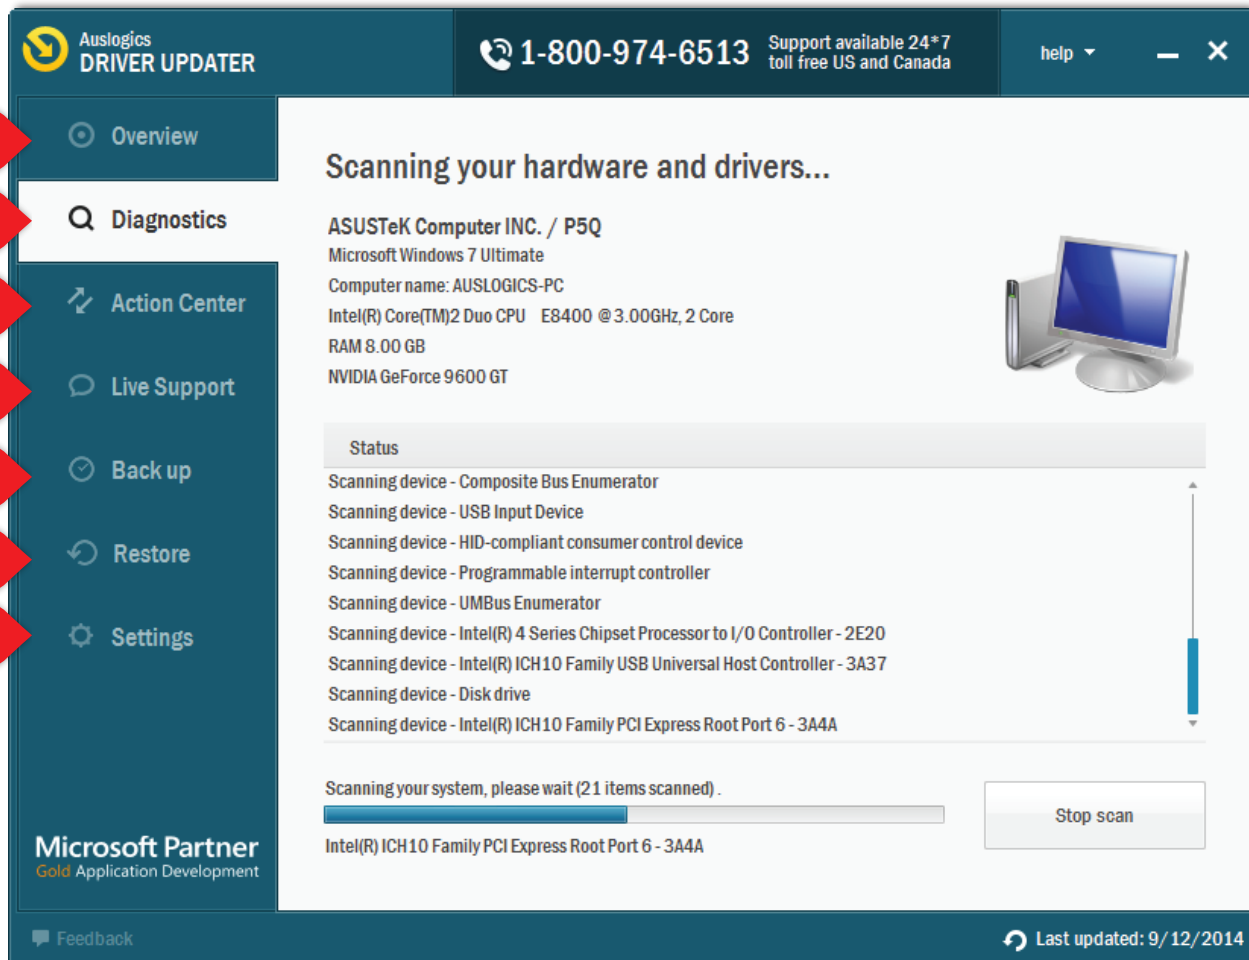 Auslogics
DRIVER UPDATER
1-800-974-6513
Support available 24*7
toll free US and Canada
help
Overview
Diagnostics
Action Center
Live Support
Back up
Restore
Settings
Microsoft Partner
Gold Application Development
Scanning your hardware and drivers...
ASUSTeK Computer INC. / P5Q
Microsoft Windows 7 Ultimate
Computer name: AUSLOGICS-PC
Intel(R) Core(TM)2 Duo CPU E8400 @ 3.00GHz, 2 Core
RAM 8.00 GB
NVIDIA GeForce 9600 GT
Status
Scanning device - Composite Bus Enumerator
Scanning device - USB Input Device
Scanning device - HID-compliant consumer control device
Scanning device - Programmable interrupt controller
Scanning device - UMBus Enumerator
Scanning device - Intel(R) 4 Series Chipset Processor to I/O Controller - 2E20
Scanning device - Intel(R) ICH10 Family USB Universal Host Controller - 3A37
Scanning device - Disk drive
Scanning device - Intel(R) ICH10 Family PCI Express Root Port 6 - 3A4A
Scanning your system, please wait (21 items scanned) .
Intel(R) ICH10 Family PCI Express Root Port 6 - 3A4A
Stop scan
Feedback
Last updated: 9/12/2014